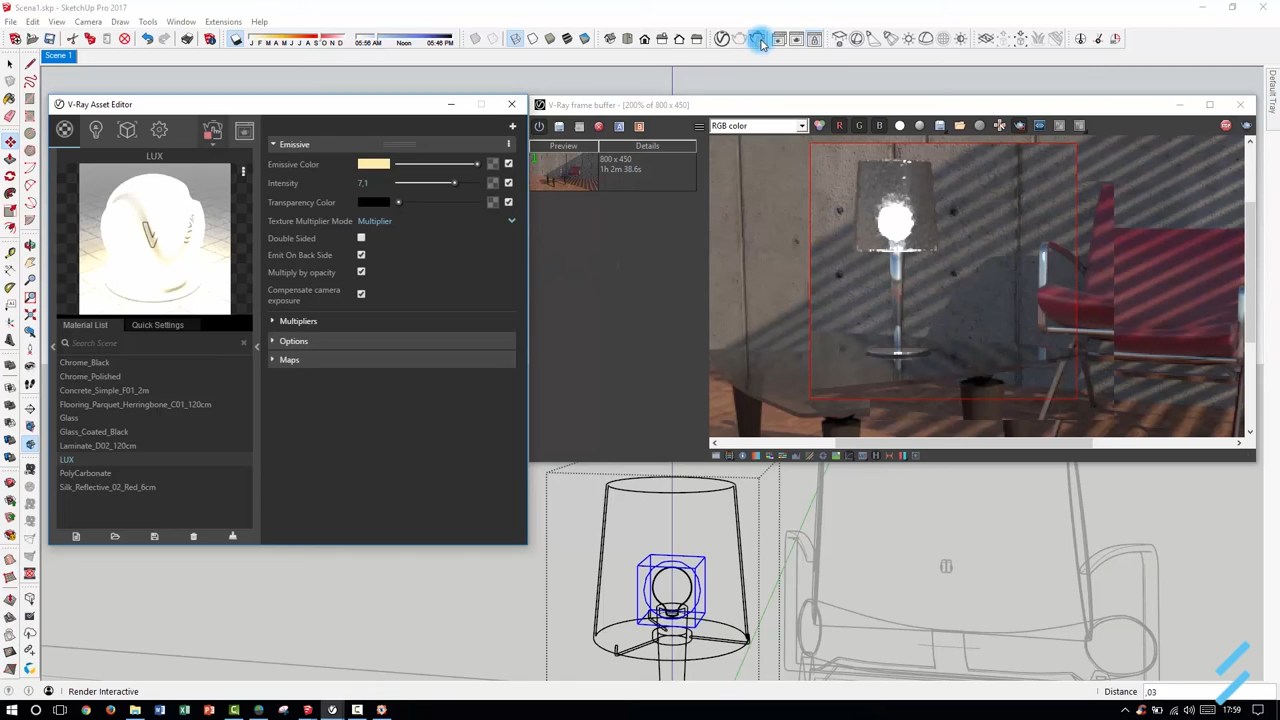 Scena1.skp - SketchUp Pro 2017
File Edit View Camera Draw Tools Window Extensions Help
J F M A M J J A S O N D 05:56 AM Noon 05:46 PM
Scene 1
Default Tray
V-Ray Asset Editor
LUX
Material List Quick Settings
Search Scene
Chrome_Black
Chrome_Polished
Concrete_Simple_F01_2m
Flooring_Parquet_Herringbone_C01_120cm
Glass
Glass_Coated_Black
Laminate_D02_120cm
LUX
PolyCarbonate
Silk_Reflective_02_Red_6cm
Emissive
Emissive Color
Intensity 7,1
Transparency Color
Texture Multiplier Mode Multiplier
Double Sided
Emit On Back Side
Multiply by opacity
Compensate camera
exposure
Multipliers
Options
Maps
V-Ray frame buffer - [200% of 800 x 450]
RGB color
R G B
Preview Details
800 x 450
1h 2m 38.6s
Render Interactive
Distance ,03
17:59